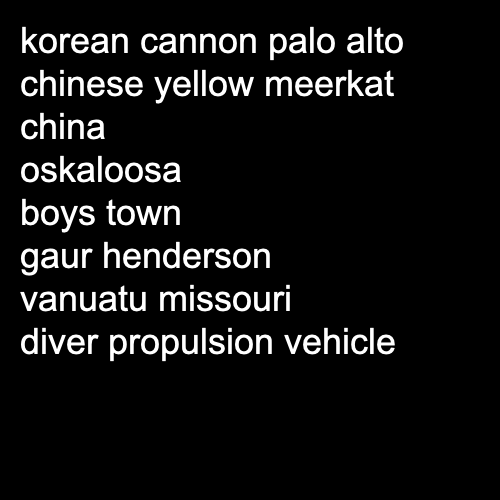 korean cannon palo alto
chinese yellow meerkat
china
oskaloosa
boys town
gaur henderson
vanuatu missouri
diver propulsion vehicle